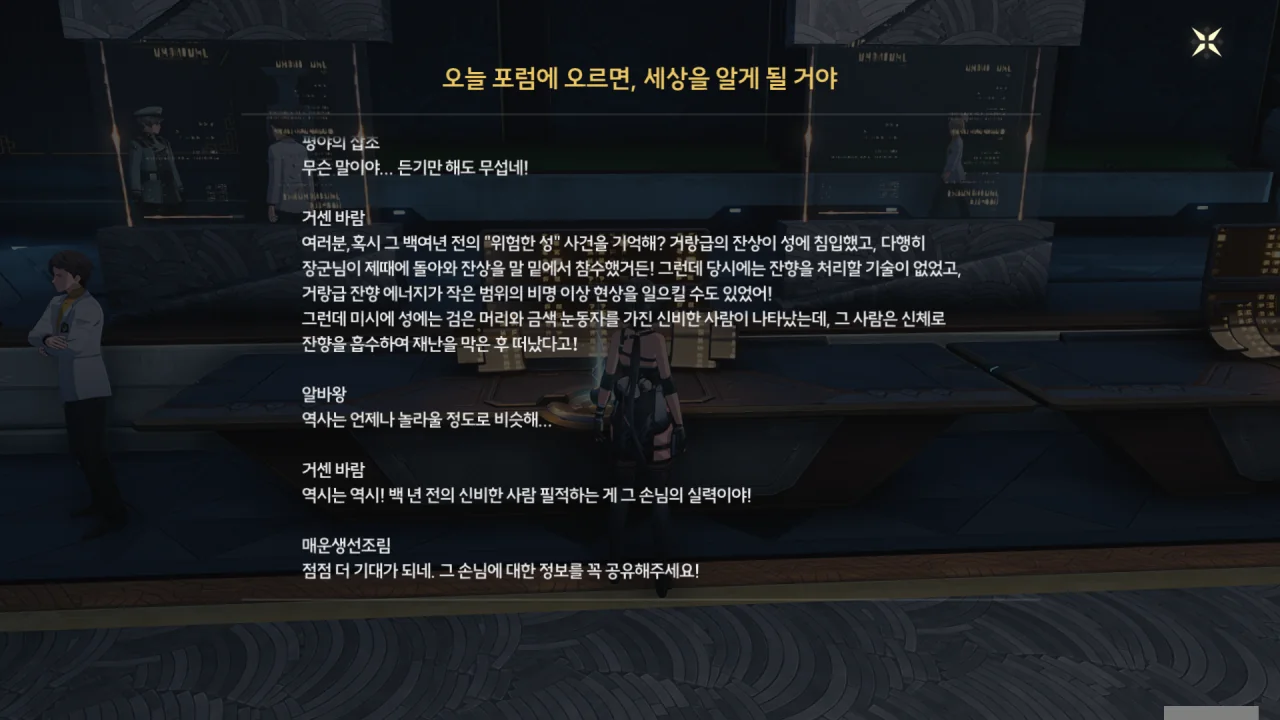 오늘 포럼에 오르면, 세상을 알게 될 거야
평야의 잡초
무슨 말이야... 듣기만 해도 무섭네!
거센 바람
여러분, 혹시 그 백여년 전의 "위험한 성" 사건을 기억해? 거랑급의 잔상이 성에 침입했고, 다행히
장군님이 제때에 돌아와 잔상을 말 밑에서 참수했거든! 그런데 당시에는 잔향을 처리할 기술이 없었고,
거랑급 잔향 에너지가 작은 범위의 비명 이상 현상을 일으킬 수도 있었어!
그런데 미시에 성에는 검은 머리와 금색 눈동자를 가진 신비한 사람이 나타났는데, 그 사람은 신체로
잔향을 흡수하여 재난을 막은 후 떠났다고!
알바왕
역사는 언제나 놀라울 정도로 비슷해...
거센 바람
역시는 역시! 백 년 전의 신비한 사람 필적하는 게 그 손님의 실력이야!
매운생선조림
점점 더 기대가 되네. 그 손님에 대한 정보를 꼭 공유해주세요!